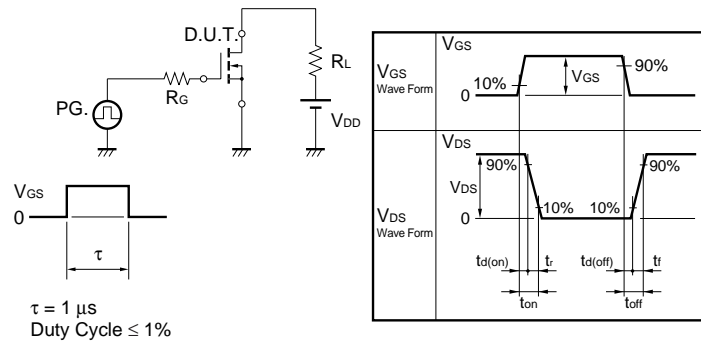 D.U.T.
RL
RG
PG.
VDD
VGS
0
τ
τ = 1 μs
Duty Cycle ≤ 1%
VGS
Wave Form
VGS
10%
VGS
90%
0
VDS
Wave Form
VDS
90%
90%
VDS
10%
10%
0
td(on)
tr
td(off)
tf
ton
toff